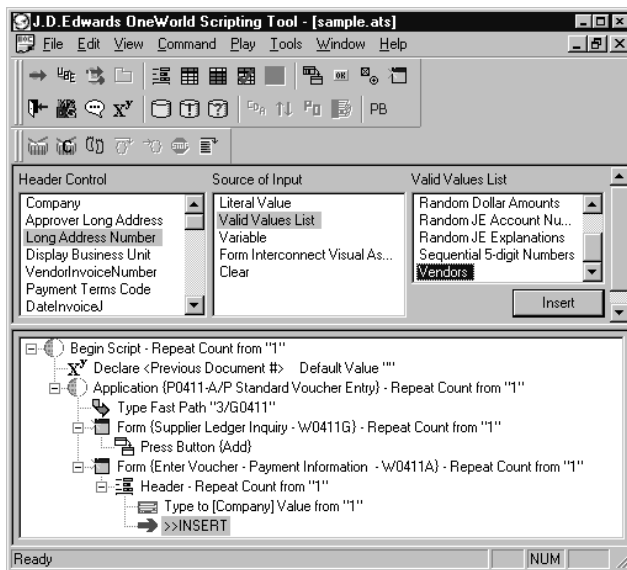 J.D.Edwards OneWorld Scripting Tool - [sample.ats]
File Edit View Command Play Tools Window Help
UBE OK
X^y PB
Header Control Source of Input Valid Values List
Company
Approver Long Address
Long Address Number
Display Business Unit
VendorInvoiceNumber
Payment Terms Code
DateInvoiceJ
Literal Value
Valid Values List
Variable
Form Interconnect Visual As...
Clear
Random Dollar Amounts
Random JE Account Nu...
Random JE Explanations
Sequential 5-digit Numbers
Vendors
Insert
Begin Script - Repeat Count from "1"
X^y Declare <Previous Document #> Default Value ""
Application {P0411-A/P Standard Voucher Entry} - Repeat Count from "1"
Type Fast Path "3/G0411"
Form {Supplier Ledger Inquiry - W0411G} - Repeat Count from "1"
Press Button {Add}
Form {Enter Voucher - Payment Information - W0411A} - Repeat Count from "1"
Header - Repeat Count from "1"
Type to [Company] Value from "1"
>>INSERT
Ready NUM